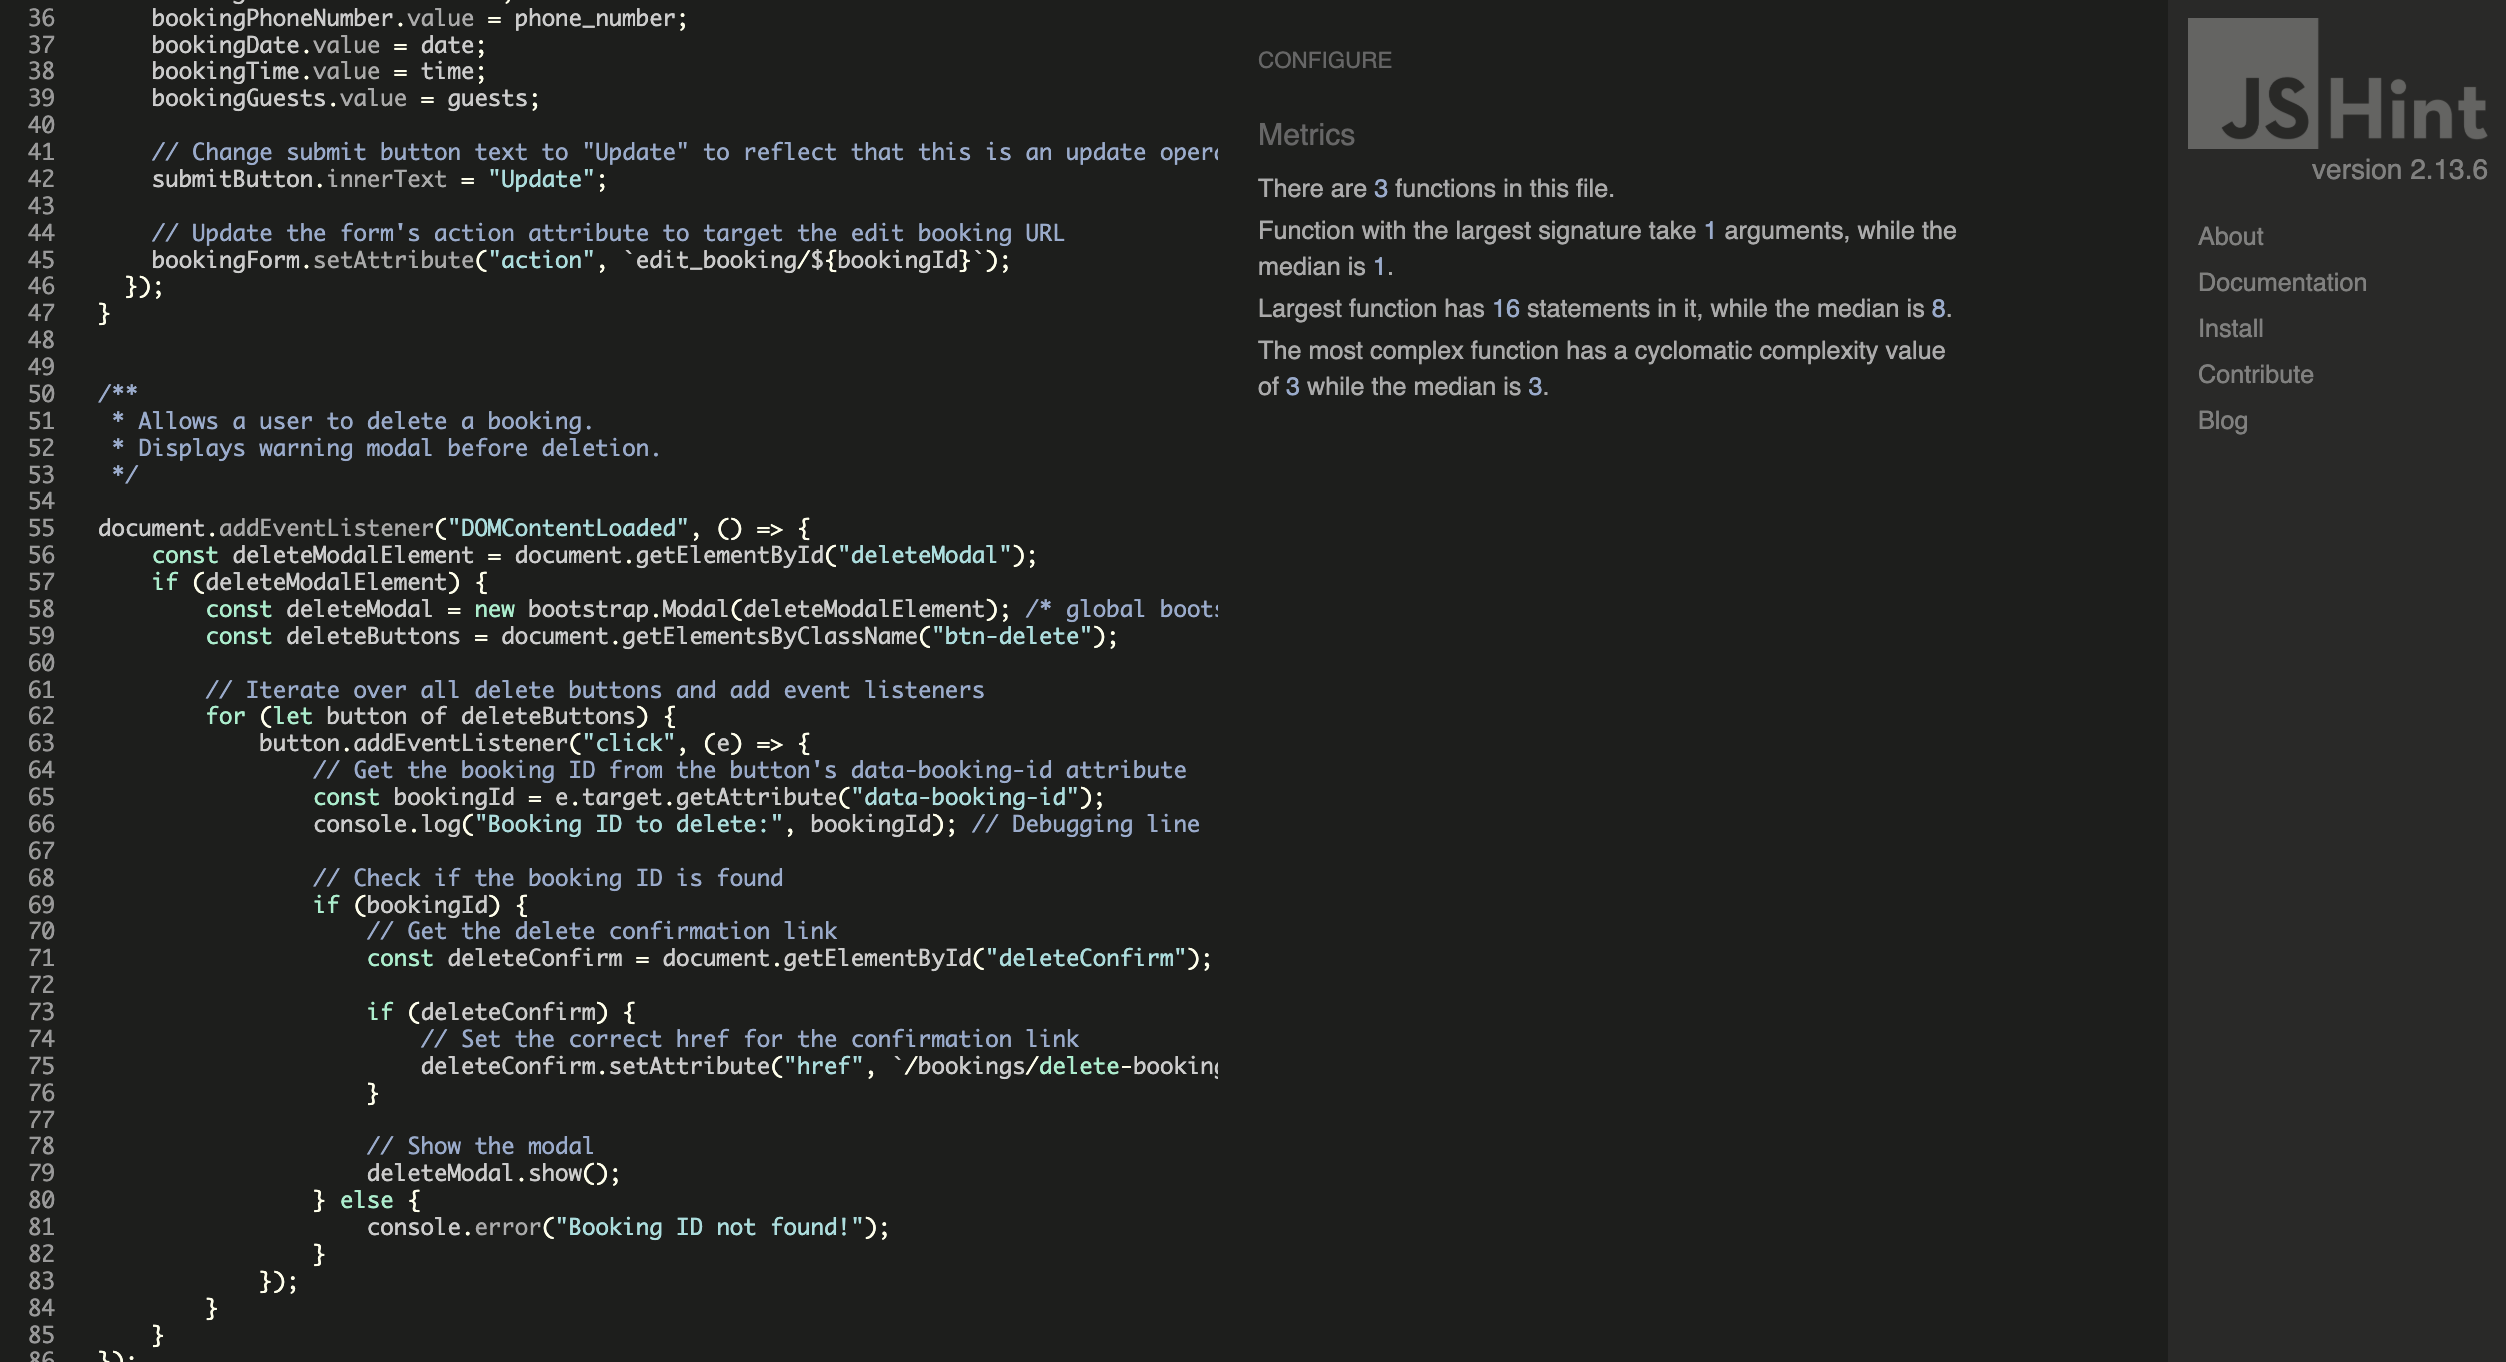 36 bookingPhoneNumber.value = phone_number;
37 bookingDate.value = date;
38 bookingTime.value = time;
39 bookingGuests.value = guests;
40
41 // Change submit button text to "Update" to reflect that this is an update
42 submitButton.innerText = "Update";
43
44 // Update the form's action attribute to target the edit booking URL
45 bookingForm.setAttribute("action", `edit_booking/${bookingId}`);
46 });
47 }
48
49
50 /**
51 * Allows a user to delete a booking.
52 * Displays warning modal before deletion.
53 */
54
55 document.addEventListener("DOMContentLoaded", () => {
56 const deleteModalElement = document.getElementById("deleteModal");
57 if (deleteModalElement) {
58 const deleteModal = new bootstrap.Modal(deleteModalElement); /* global
59 const deleteButtons = document.getElementsByClassName("btn-delete");
60
61 // Iterate over all delete buttons and add event listeners
62 for (let button of deleteButtons) {
63 button.addEventListener("click", (e) => {
64 // Get the booking ID from the button's data-booking-id attribute
65 const bookingId = e.target.getAttribute("data-booking-id");
66 console.log("Booking ID to delete:", bookingId); // Debugging line
67
68 // Check if the booking ID is found
69 if (bookingId) {
70 // Get the delete confirmation link
71 const deleteConfirm = document.getElementById("deleteConfirm");
72
73 if (deleteConfirm) {
74 // Set the correct href for the confirmation link
75 deleteConfirm.setAttribute("href", `/bookings/delete-booking
76 }
77
78 // Show the modal
79 deleteModal.show();
80 } else {
81 console.error("Booking ID not found!");
82 }
83 });
84 }
85 }
86 });
CONFIGURE
Metrics
There are 3 functions in this file.
Function with the largest signature take 1 arguments, while the
median is 1.
Largest function has 16 statements in it, while the median is 8.
The most complex function has a cyclomatic complexity value
of 3 while the median is 3.
JSHint
version 2.13.6
About
Documentation
Install
Contribute
Blog